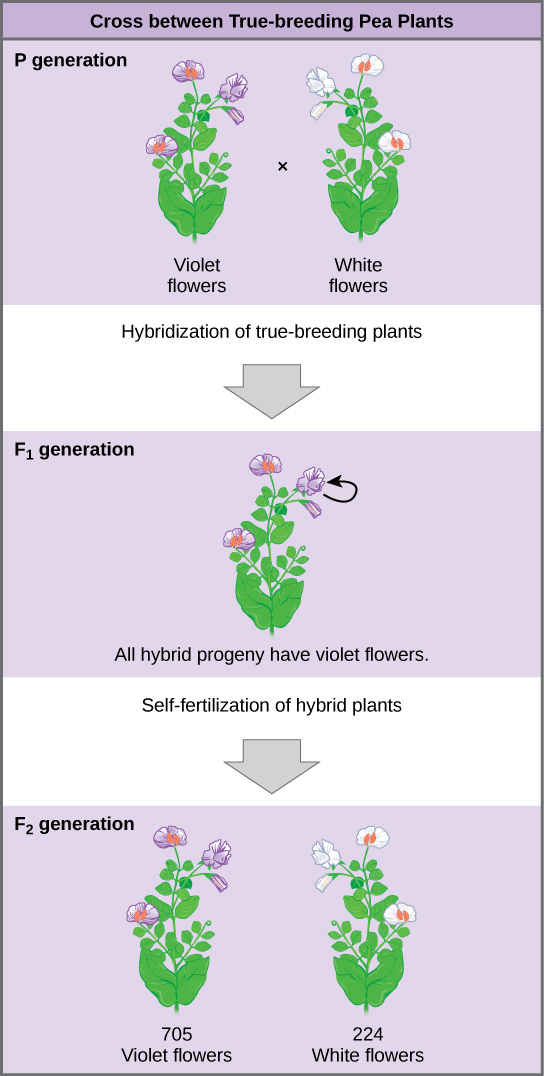 Cross between True-breeding Pea Plants
P generation
×
Violet
flowers
White
flowers
Hybridization of true-breeding plants
F₁ generation
All hybrid progeny have violet flowers.
Self-fertilization of hybrid plants
F₂ generation
705
Violet flowers
224
White flowers